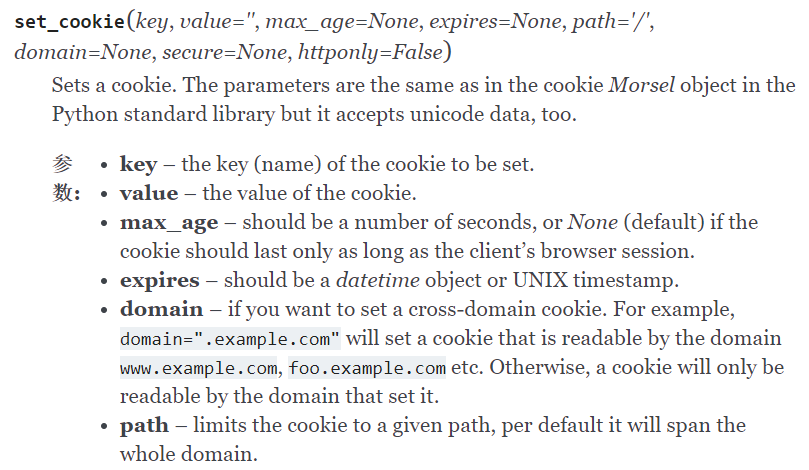 set_cookie(key, value='', max_age=None, expires=None, path='/',
domain=None, secure=None, httponly=False)
Sets a cookie. The parameters are the same as in the cookie Morsel object in the
Python standard library but it accepts unicode data, too.
参 • key – the key (name) of the cookie to be set.
数： • value – the value of the cookie.
• max_age – should be a number of seconds, or None (default) if the
cookie should last only as long as the client’s browser session.
• expires – should be a datetime object or UNIX timestamp.
• domain – if you want to set a cross-domain cookie. For example,
domain=".example.com" will set a cookie that is readable by the domain
www.example.com, foo.example.com etc. Otherwise, a cookie will only be
readable by the domain that set it.
• path – limits the cookie to a given path, per default it will span the
whole domain.